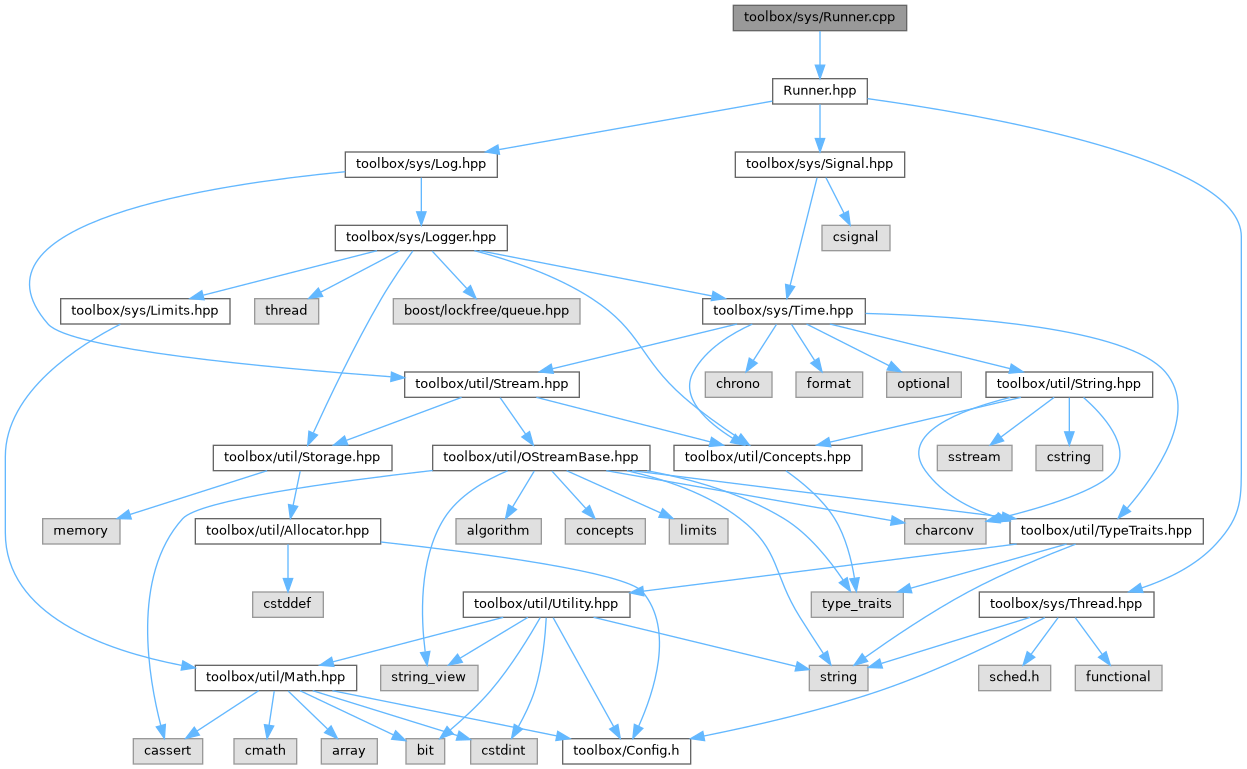 toolbox/sys/Runner.cpp
Runner.hpp
toolbox/sys/Log.hpp
toolbox/sys/Signal.hpp
toolbox/sys/Logger.hpp
csignal
toolbox/sys/Limits.hpp
thread
boost/lockfree/queue.hpp
toolbox/sys/Time.hpp
toolbox/util/Stream.hpp
chrono
format
optional
toolbox/util/String.hpp
toolbox/util/Storage.hpp
toolbox/util/OStreamBase.hpp
toolbox/util/Concepts.hpp
sstream
cstring
memory
toolbox/util/Allocator.hpp
algorithm
concepts
limits
charconv
toolbox/util/TypeTraits.hpp
cstddef
toolbox/util/Utility.hpp
type_traits
toolbox/sys/Thread.hpp
toolbox/util/Math.hpp
string_view
string
sched.h
functional
cassert
cmath
array
bit
cstdint
toolbox/Config.h